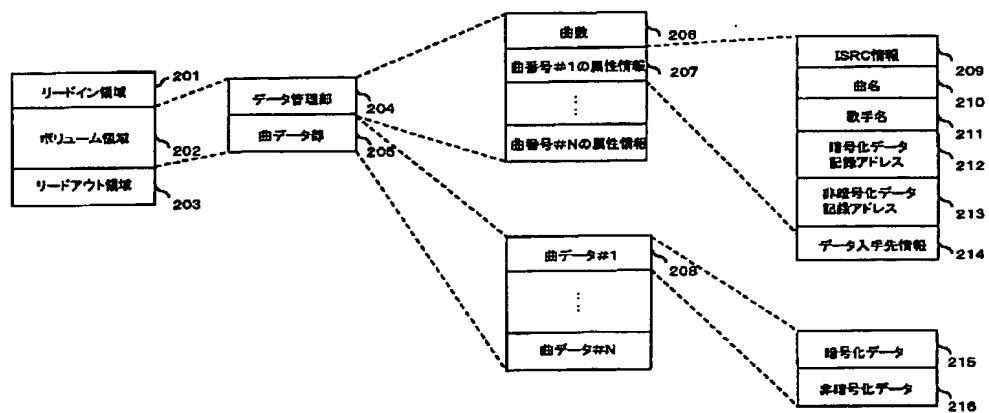 リードイン領域
201
ボリューム領域
202
リードアウト領域
203
データ管理部
204
曲データ部
205
曲数
206
曲番号#1の属性情報
207
⋮
曲番号#Nの属性情報
曲データ#1
208
⋮
曲データ#N
ISRC情報
209
曲名
210
歌手名
211
暗号化データ
記録アドレス
212
非暗号化データ
記録アドレス
213
データ入手先情報
214
暗号化データ
215
非暗号化データ
216